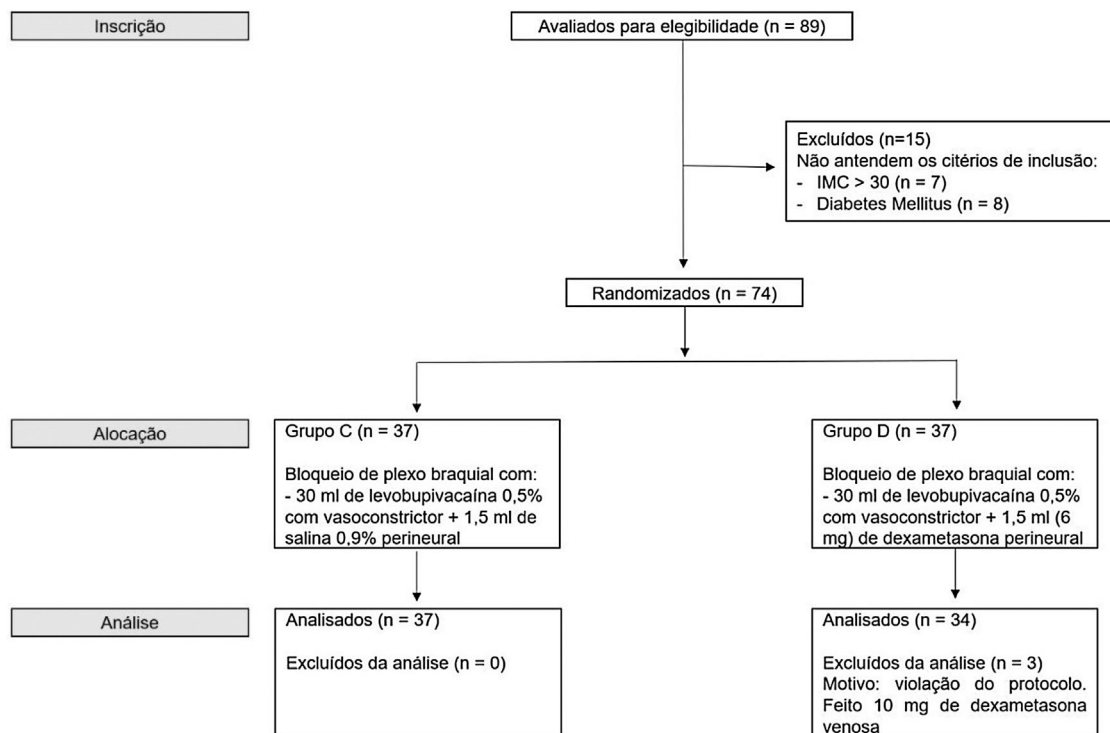 Inscrição
Avaliados para elegibilidade (n = 89)
Excluídos (n=15)
Não antendem os citérios de inclusão:
- IMC > 30 (n = 7)
- Diabetes Mellitus (n = 8)
Randomizados (n = 74)
Alocação
Grupo C (n = 37)
Bloqueio de plexo braquial com:
- 30 ml de levobupivacaína 0,5%
com vasoconstrictor + 1,5 ml de
salina 0,9% perineural
Grupo D (n = 37)
Bloqueio de plexo braquial com:
- 30 ml de levobupivacaína 0,5%
com vasoconstrictor + 1,5 ml (6
mg) de dexametasona perineural
Análise
Analisados (n = 37)
Excluídos da análise (n = 0)
Analisados (n = 34)
Excluídos da análise (n = 3)
Motivo: violação do protocolo.
Feito 10 mg de dexametasona
venosa